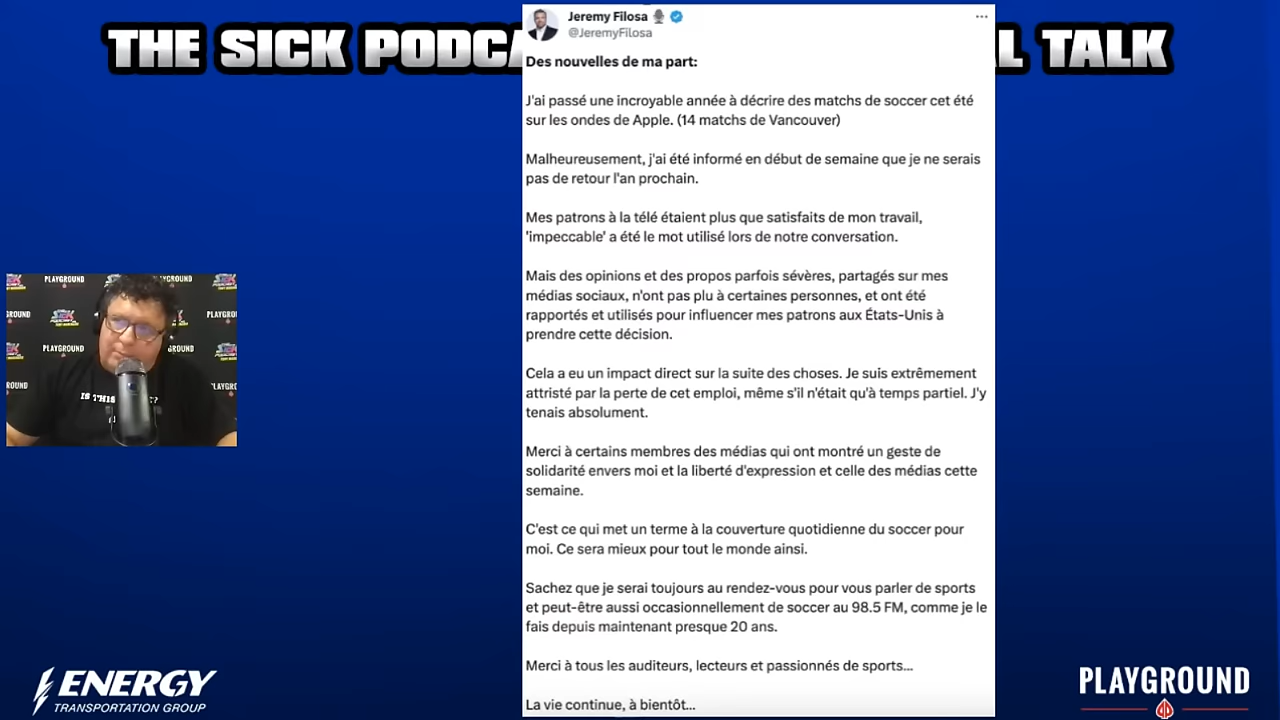 THE SICK PODCA
L TALK
Jeremy Filosa
@JeremyFilosa
Des nouvelles de ma part:
J'ai passé une incroyable année à décrire des matchs de soccer cet été
sur les ondes de Apple. (14 matchs de Vancouver)
Malheureusement, j'ai été informé en début de semaine que je ne serais
pas de retour l'an prochain.
Mes patrons à la télé étaient plus que satisfaits de mon travail,
'impeccable' a été le mot utilisé lors de notre conversation.
Mais des opinions et des propos parfois sévères, partagés sur mes
médias sociaux, n'ont pas plu à certaines personnes, et ont été
rapportés et utilisés pour influencer mes patrons aux États-Unis à
prendre cette décision.
Cela a eu un impact direct sur la suite des choses. Je suis extrêmement
attristé par la perte de cet emploi, même s'il n'était qu'à temps partiel. J'y
tenais absolument.
Merci à certains membres des médias qui ont montré un geste de
solidarité envers moi et la liberté d'expression et celle des médias cette
semaine.
C'est ce qui met un terme à la couverture quotidienne du soccer pour
moi. Ce sera mieux pour tout le monde ainsi.
Sachez que je serai toujours au rendez-vous pour vous parler de sports
et peut-être aussi occasionnellement de soccer au 98.5 FM, comme je le
fais depuis maintenant presque 20 ans.
Merci à tous les auditeurs, lecteurs et passionnés de sports...
La vie continue, à bientôt...
PLAYGROUND
PLAYGROUND
IS THIS
ENERGY
TRANSPORTATION GROUP
PLAYGROUND